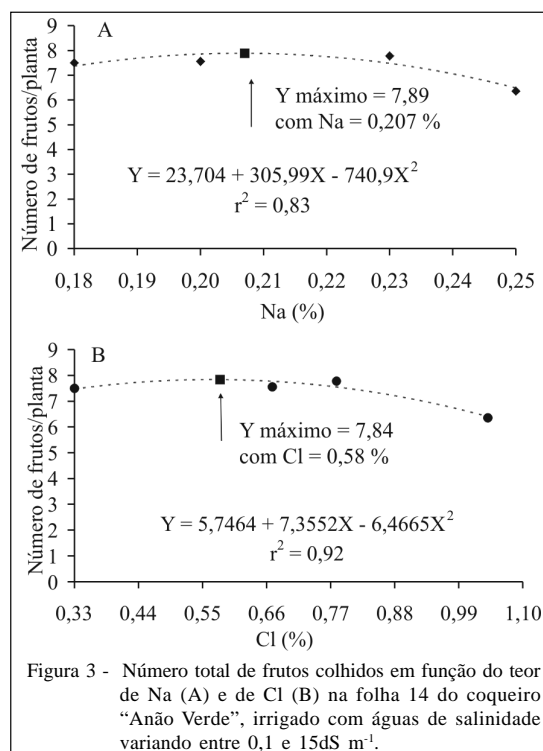 A
Número de frutos/planta
9
8
7
6
5
4
3
2
1
0
Y máximo = 7,89
com Na = 0,207 %
Y = 23,704 + 305,99X - 740,9X²
r² = 0,83
0,18 0,19 0,20 0,21 0,22 0,23 0,24 0,25
Na (%)
B
Número de frutos/planta
9
8
7
6
5
4
3
2
1
0
Y máximo = 7,84
com Cl = 0,58 %
Y = 5,7464 + 7,3552X - 6,4665X²
r² = 0,92
0,33 0,44 0,55 0,66 0,77 0,88 0,99 1,10
Cl (%)
Figura 3 - Número total de frutos colhidos em função do teor
de Na (A) e de Cl (B) na folha 14 do coqueiro
“Anão Verde”, irrigado com águas de salinidade
variando entre 0,1 e 15dS m⁻¹.